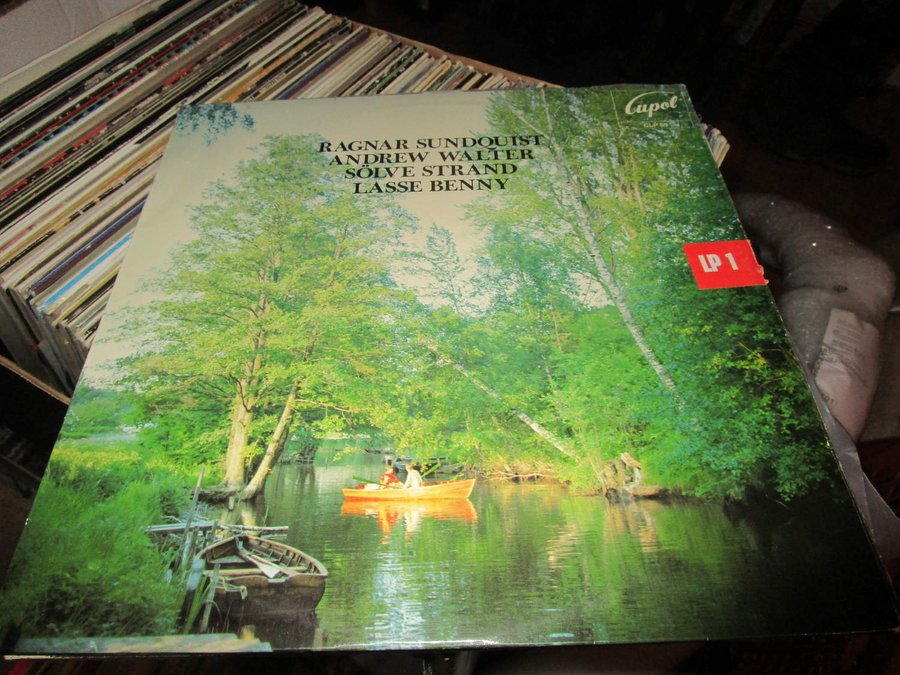 Cupol
RAGNAR SUNDQUIST
ANDREW WALTER
SÖLVE STRAND
LASSE BENNY
LP 1